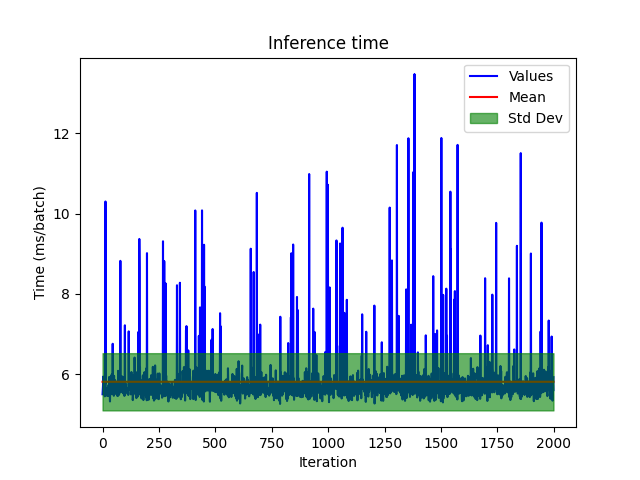 Inference time
Values
Mean
Std Dev
12
10
8
6
Time (ms/batch)
0
250
500
750
1000
1250
1500
1750
2000
Iteration